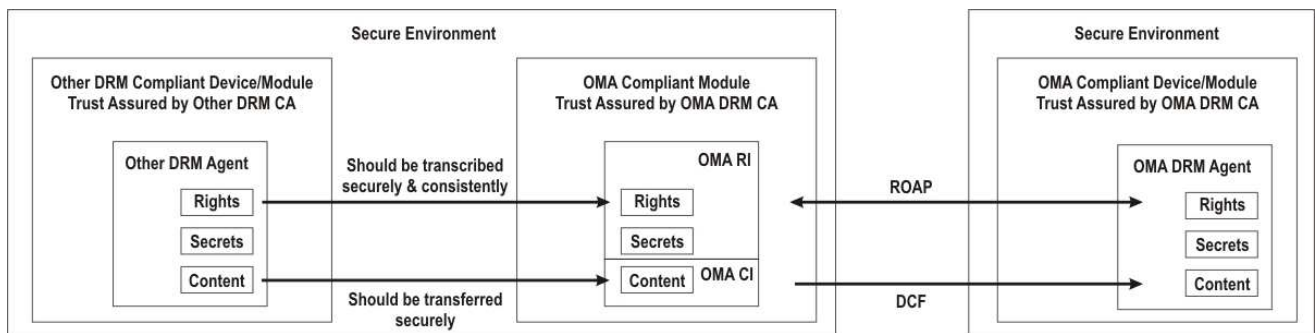 Secure Environment
Other DRM Compliant Device/Module
Trust Assured by Other DRM CA
Other DRM Agent
Rights
Secrets
Content
Should be transcribed
securely & consistently
Should be transferred
securely
OMA Compliant Module
Trust Assured by OMA DRM CA
OMA RI
Rights
Secrets
Content
OMA CI
ROAP
DCF
Secure Environment
OMA Compliant Device/Module
Trust Assured by OMA DRM CA
OMA DRM Agent
Rights
Secrets
Content